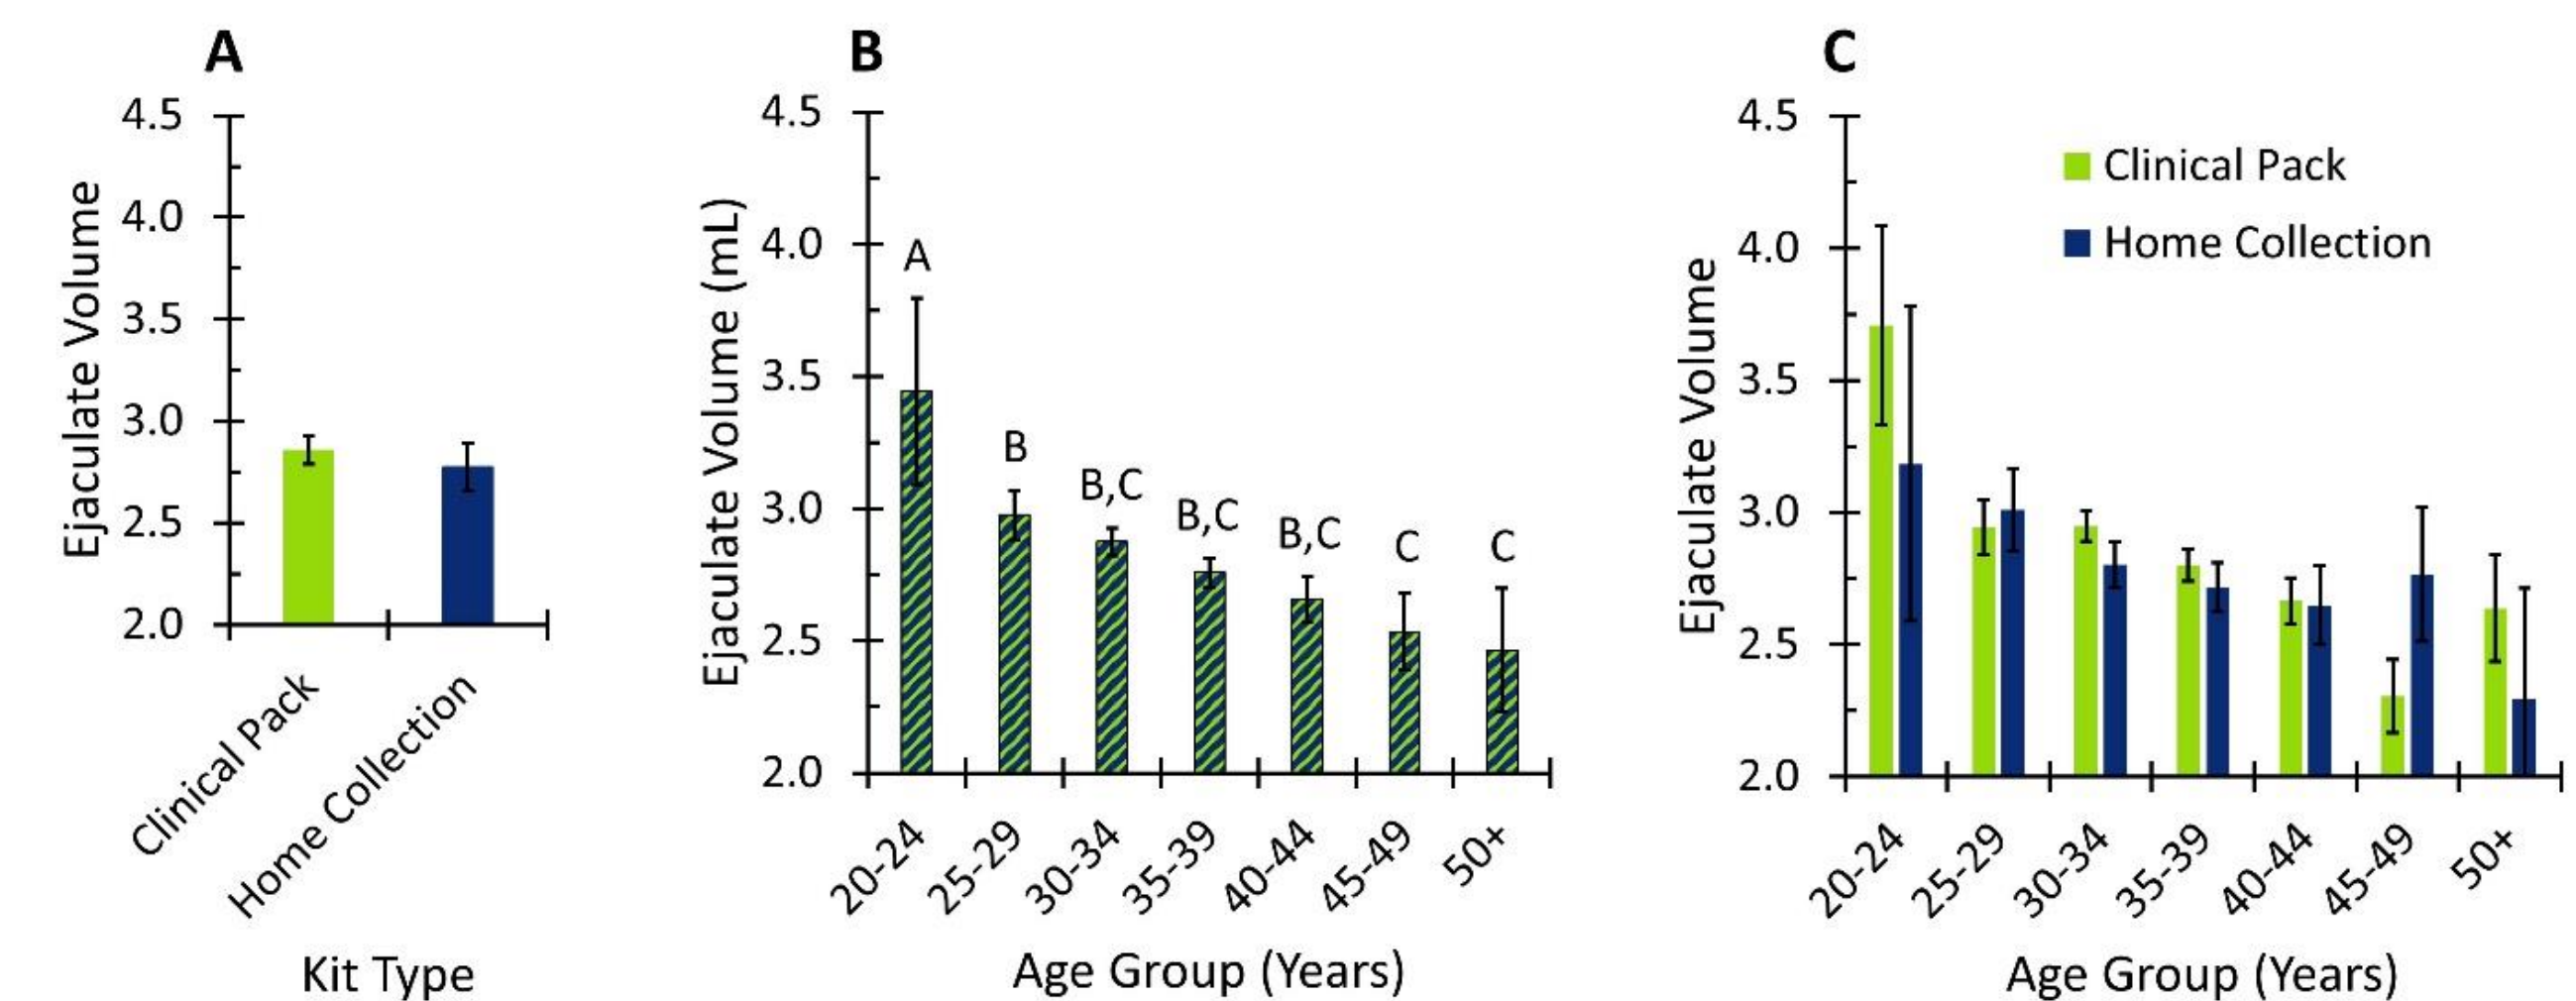 A
Ejaculate Volume
4.5
4.0
3.5
3.0
2.5
2.0
Clinical Pack
Home Collection
Kit Type
B
Ejaculate Volume (mL)
4.5
4.0
3.5
3.0
2.5
2.0
A
B
B,C
B,C
B,C
C
C
20-24
25-29
30-34
35-39
40-44
45-49
50+
Age Group (Years)
C
Ejaculate Volume
4.5
4.0
3.5
3.0
2.5
2.0
Clinical Pack
Home Collection
20-24
25-29
30-34
35-39
40-44
45-49
50+
Age Group (Years)